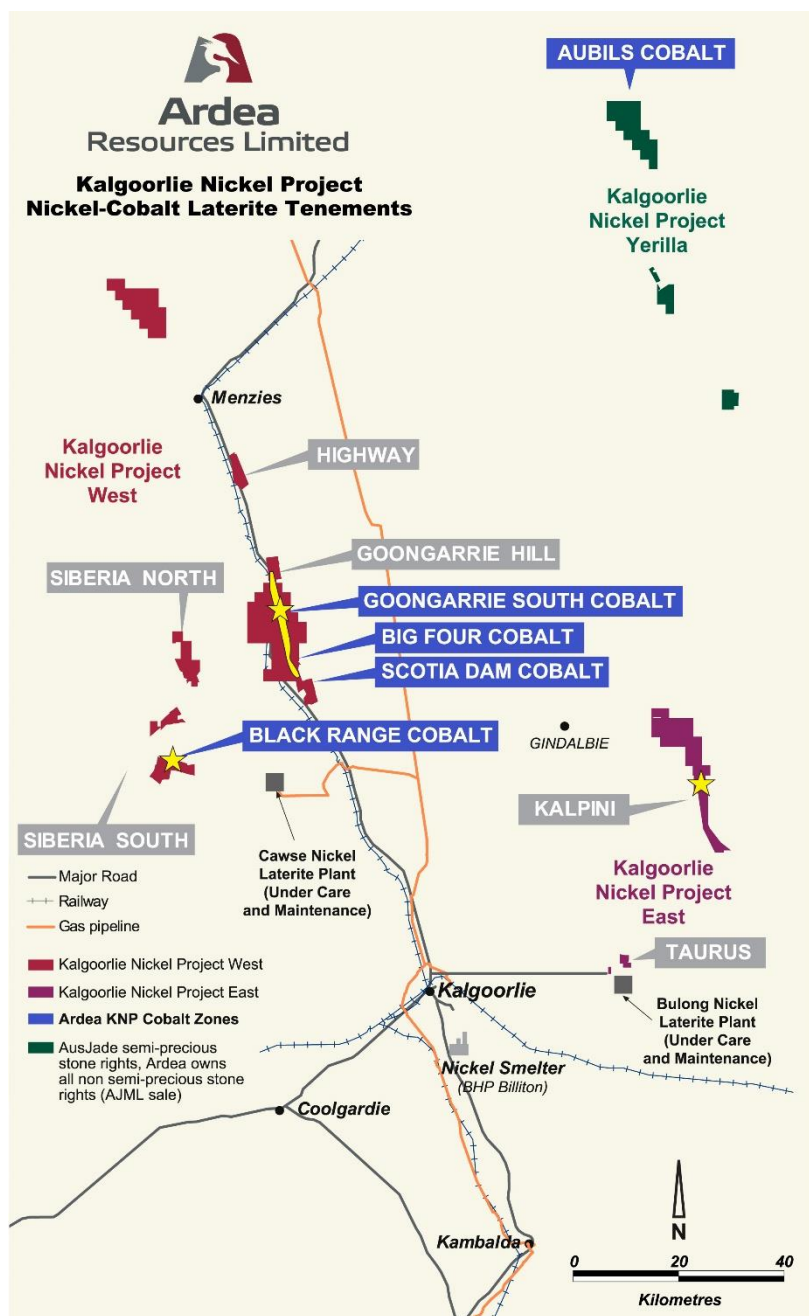 Ardea
Resources Limited
Kalgoorlie Nickel Project
Nickel-Cobalt Laterite Tenements
AUBILS COBALT
Kalgoorlie
Nickel Project
Yerilla
Menzies
Kalgoorlie
Nickel Project
West
HIGHWAY
GOONGARRIE HILL
SIBERIA NORTH
GOONGARRIE SOUTH COBALT
BIG FOUR COBALT
SCOTIA DAM COBALT
BLACK RANGE COBALT
GINDALBIE
KALPINI
SIBERIA SOUTH
Cawse Nickel
Laterite Plant
(Under Care
and Maintenance)
Kalgoorlie
Nickel Project
East
Major Road
Railway
Gas pipeline
TAURUS
Kalgoorlie Nickel Project West
Kalgoorlie Nickel Project East
Ardea KNP Cobalt Zones
AusJade semi-precious
stone rights, Ardea owns
all non semi-precious stone
rights (AJML sale)
Kalgoorlie
Bulong Nickel
Laterite Plant
(Under Care
and Maintenance)
Nickel Smelter
(BHP Billiton)
Coolgardie
Kambalda
N
0 20 40
Kilometres